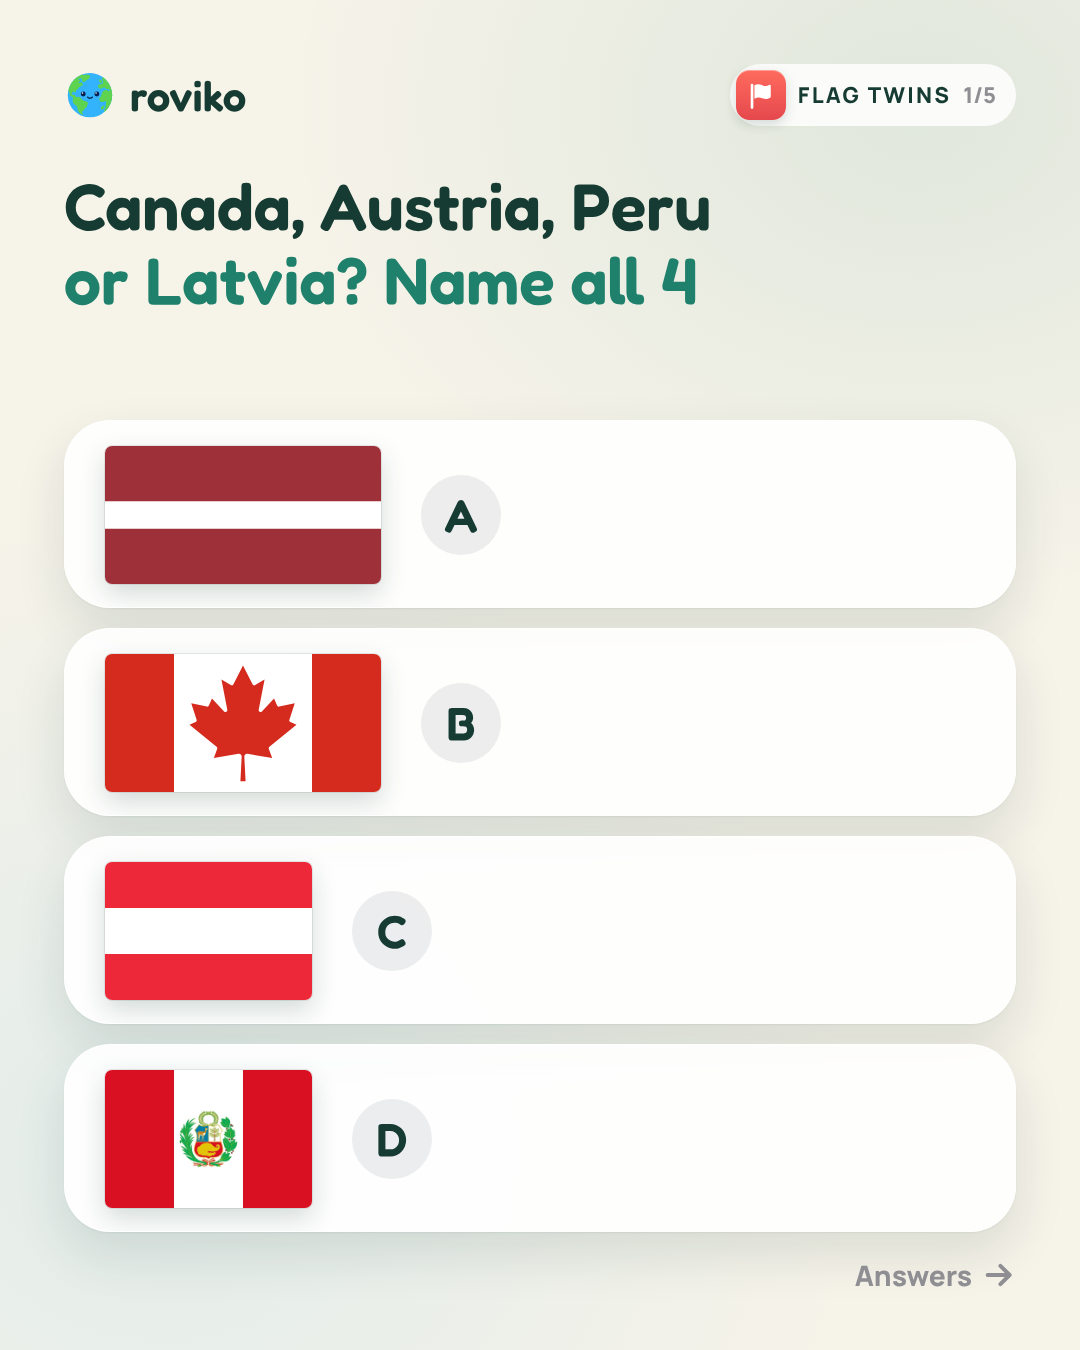 roviko
FLAG TWINS 1/5
Canada, Austria, Peru
or Latvia? Name all 4
A
B
C
D
Answers →